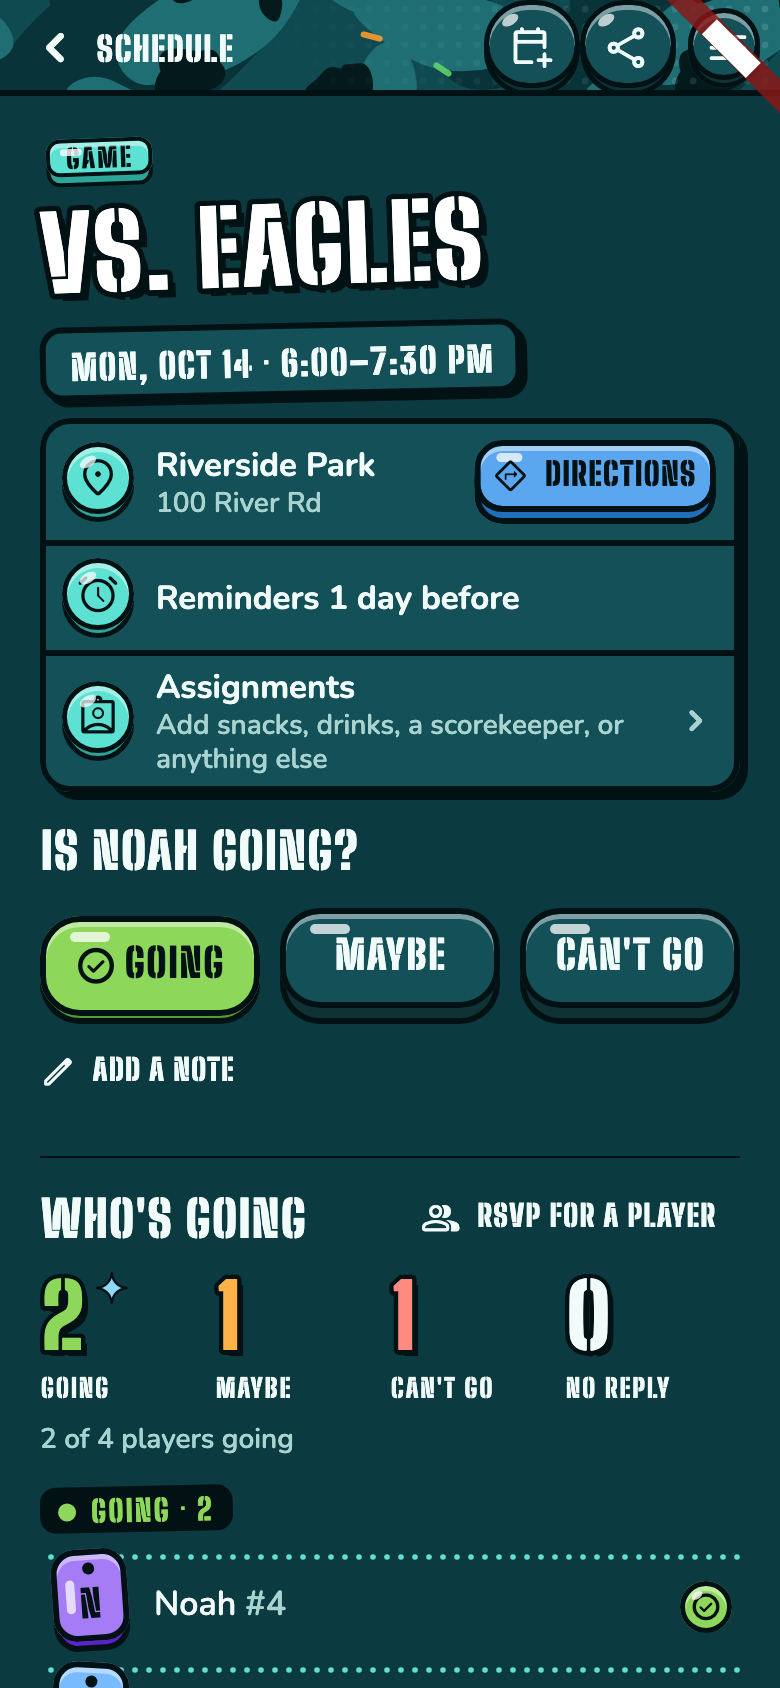 SCHEDULE
GAME
VS. EAGLES
MON, OCT 14 · 6:00–7:30 PM
Riverside Park
100 River Rd
DIRECTIONS
Reminders 1 day before
Assignments
Add snacks, drinks, a scorekeeper, or
anything else
IS NOAH GOING?
GOING
MAYBE
CAN'T GO
ADD A NOTE
WHO'S GOING
RSVP FOR A PLAYER
2
1
1
0
GOING
MAYBE
CAN'T GO
NO REPLY
2 of 4 players going
GOING · 2
N
Noah #4